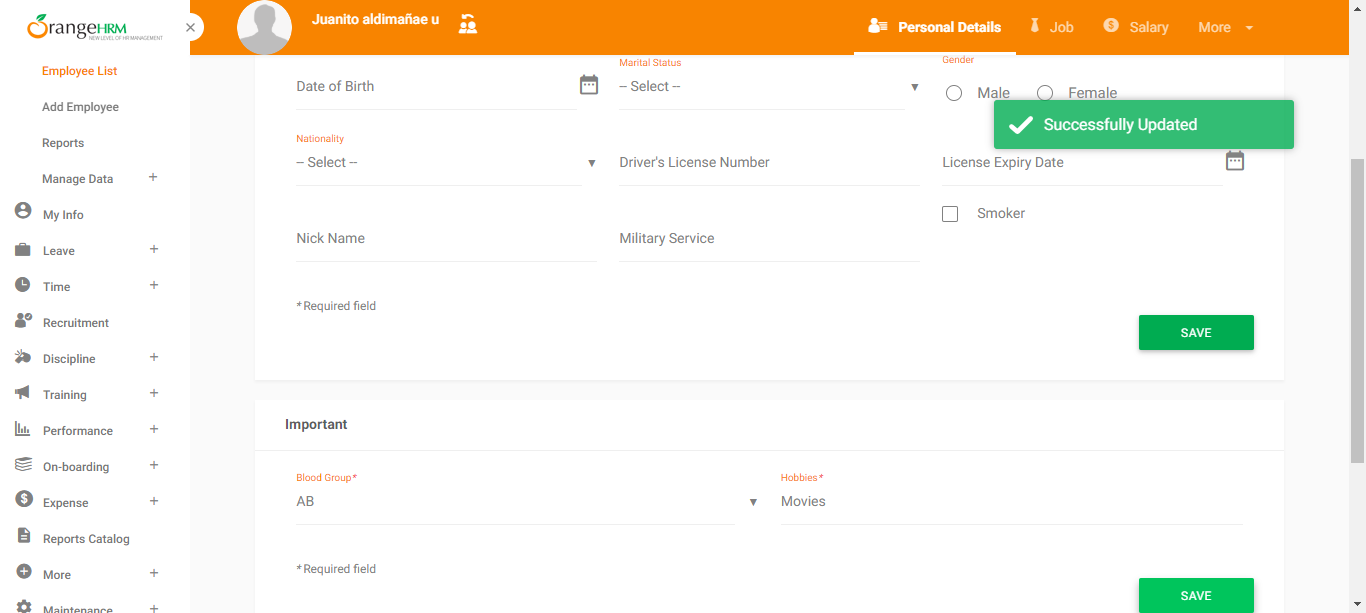 OrangeHRM
NEW LEVEL OF HR MANAGEMENT
Employee List
Add Employee
Reports
Manage Data
My Info
Leave
Time
Recruitment
Discipline
Training
Performance
On-boarding
Expense
Reports Catalog
More
Maintenance
Juanito aldimañae u
Personal Details
Job
Salary
More
Date of Birth
Marital Status
-- Select --
Gender
Male
Female
Successfully Updated
Nationality
-- Select --
Driver's License Number
License Expiry Date
Smoker
Nick Name
Military Service
* Required field
SAVE
Important
Blood Group*
AB
Hobbies*
Movies
* Required field
SAVE